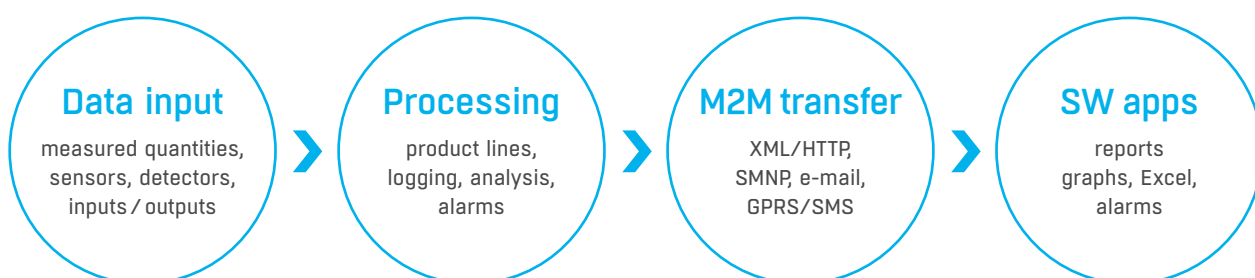 Data input
measured quantities,
sensors, detectors,
inputs / outputs
Processing
product lines,
logging, analysis,
alarms
M2M transfer
XML/HTTP,
SMNP, e-mail,
GPRS/SMS
SW apps
reports
graphs, Excel,
alarms